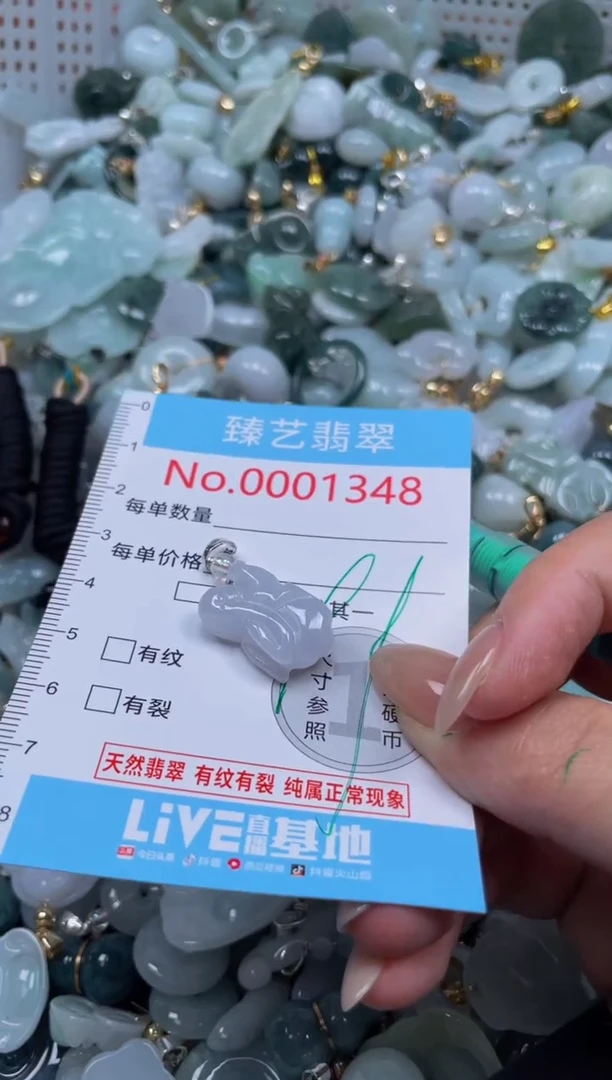 臻艺翡翠
No.0001348
每单数量
每单价格
其一
有纹
有裂
尺寸参照
1
硬币
天然翡翠 有纹有裂 纯属正常现象
LiVE直播基地
今日头条 抖音 西瓜视频 抖音火山版
0
1
2
3
4
5
6
7
8